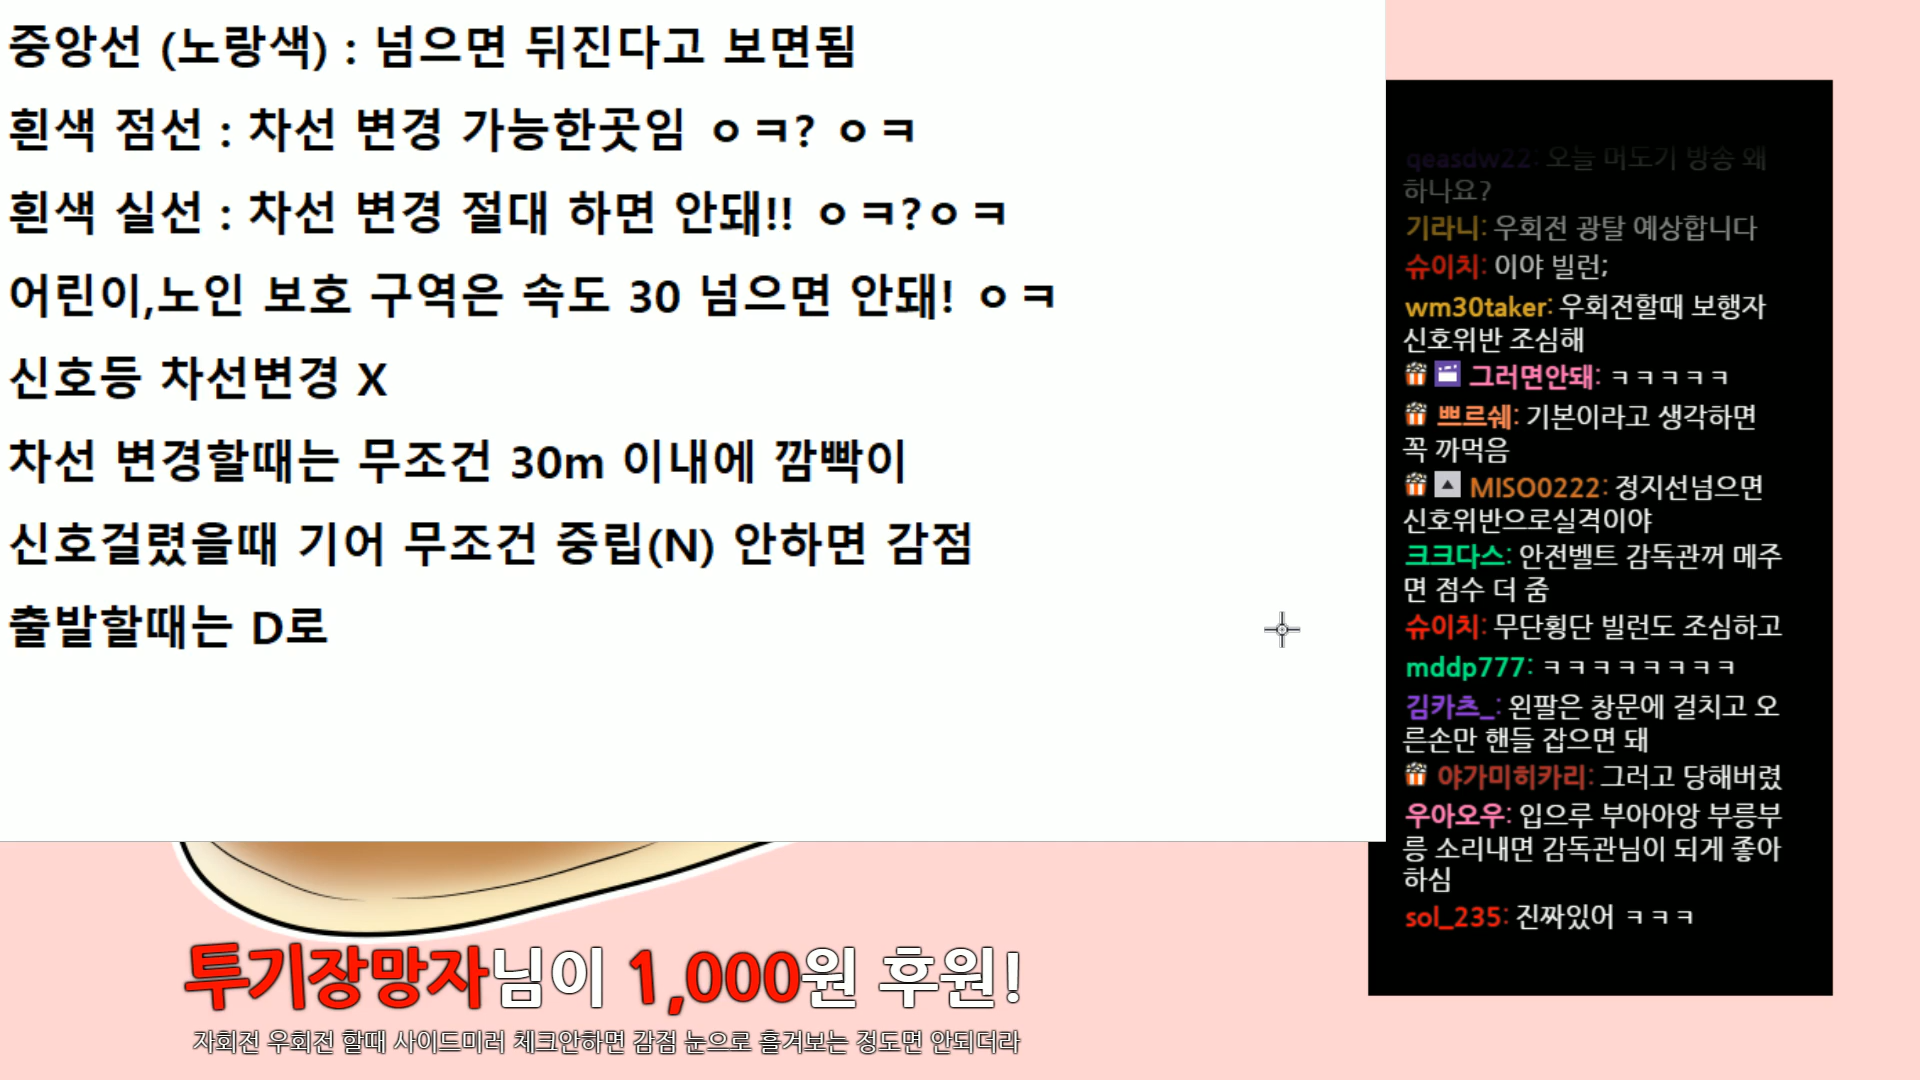 중앙선 (노랑색) : 넘으면 뒤진다고 보면됨
흰색 점선 : 차선 변경 가능한곳임 ㅇㅋ? ㅇㅋ
흰색 실선 : 차선 변경 절대 하면 안돼!! ㅇㅋ?ㅇㅋ
어린이,노인 보호 구역은 속도 30 넘으면 안돼! ㅇㅋ
신호등 차선변경 X
차선 변경할때는 무조건 30m 이내에 깜빡이
신호걸렸을때 기어 무조건 중립(N) 안하면 감점
출발할때는 D로
qeasdw22: 오늘 머도기 방송 왜
하나요?
기라니: 우회전 광탈 예상합니다
슈이치: 이야 빌런;
wm30taker: 우회전할때 보행자
신호위반 조심해
그러면안돼: ㅋㅋㅋㅋㅋ
쁘르쉐: 기본이라고 생각하면
꼭 까먹음
MISO0222: 정지선넘으면
신호위반으로실격이야
크크다스: 안전벨트 감독관꺼 메주
면 점수 더 줌
슈이치: 무단횡단 빌런도 조심하고
mddp777: ㅋㅋㅋㅋㅋㅋㅋㅋ
김카츠_: 왼팔은 창문에 걸치고 오
른손만 핸들 잡으면 돼
야가미히카리: 그러고 당해버렸
우아오우: 입으루 부아아앙 부릉부
릉 소리내면 감독관님이 되게 좋아
하심
sol_235: 진짜있어 ㅋㅋㅋ
투기장망자님이 1,000원 후원!
자회전 우회전 할때 사이드미러 체크안하면 감점 눈으로 흘겨보는 정도면 안되더라